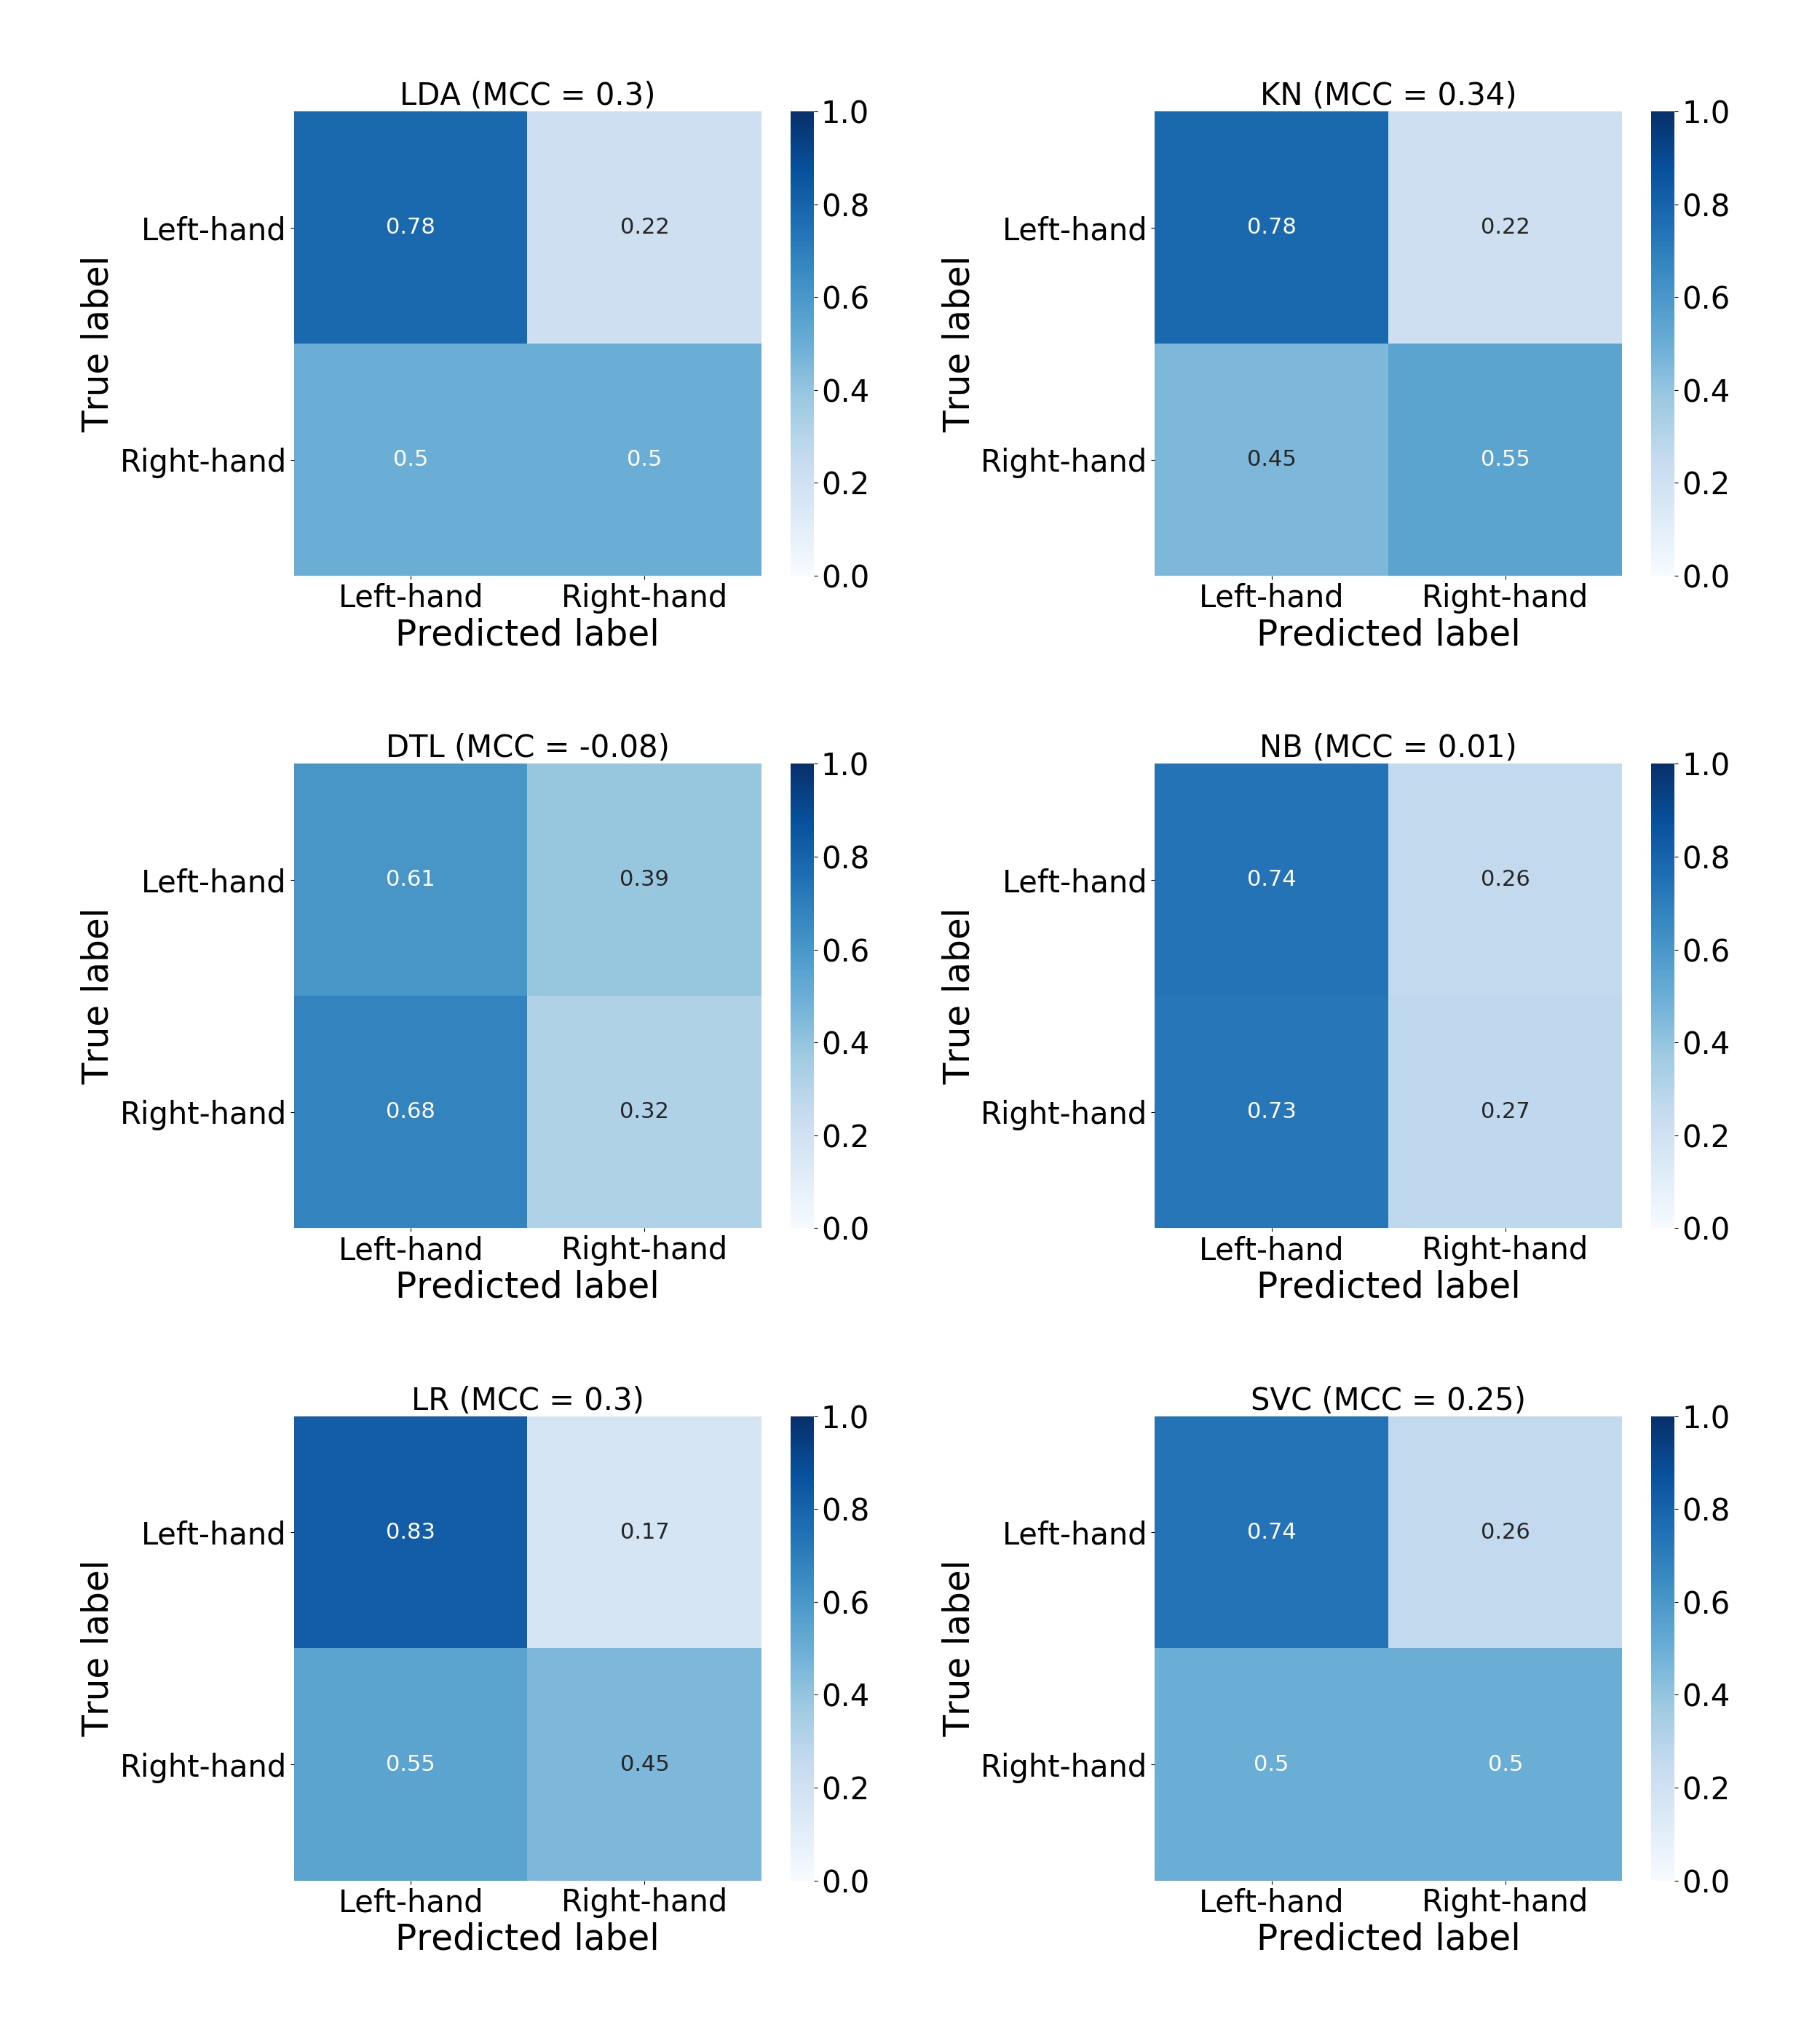 LDA (MCC = 0.3)
1.0
0.8
0.6
0.4
0.2
0.0
True label
Left-hand
0.78 0.22
Right-hand
0.5 0.5
Left-hand Right-hand
Predicted label
KN (MCC = 0.34)
1.0
0.8
0.6
0.4
0.2
0.0
True label
Left-hand
0.78 0.22
Right-hand
0.45 0.55
Left-hand Right-hand
Predicted label
DTL (MCC = -0.08)
1.0
0.8
0.6
0.4
0.2
0.0
True label
Left-hand
0.61 0.39
Right-hand
0.68 0.32
Left-hand Right-hand
Predicted label
NB (MCC = 0.01)
1.0
0.8
0.6
0.4
0.2
0.0
True label
Left-hand
0.74 0.26
Right-hand
0.73 0.27
Left-hand Right-hand
Predicted label
LR (MCC = 0.3)
1.0
0.8
0.6
0.4
0.2
0.0
True label
Left-hand
0.83 0.17
Right-hand
0.55 0.45
Left-hand Right-hand
Predicted label
SVC (MCC = 0.25)
1.0
0.8
0.6
0.4
0.2
0.0
True label
Left-hand
0.74 0.26
Right-hand
0.5 0.5
Left-hand Right-hand
Predicted label